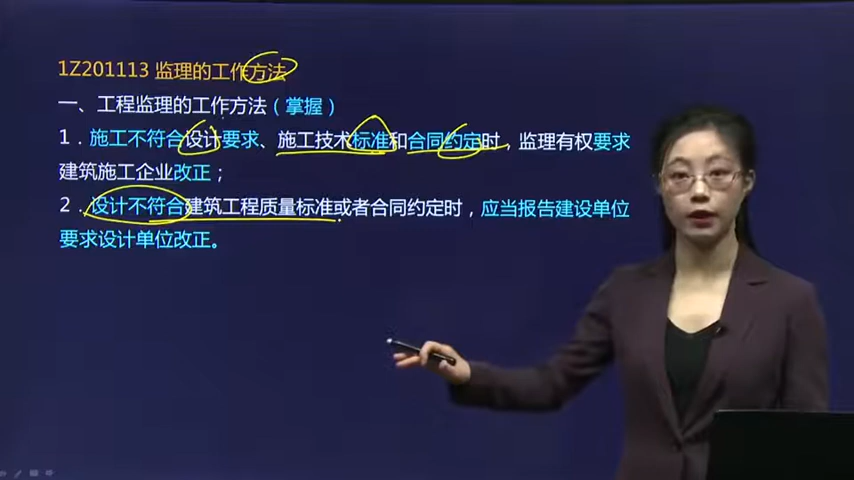 1Z201113 监理的工作方法
一、工程监理的工作方法（掌握）
1．施工不符合设计要求、施工技术标准和合同约定时，监理有权要求
建筑施工企业改正；
2．设计不符合建筑工程质量标准或者合同约定时，应当报告建设单位
要求设计单位改正。